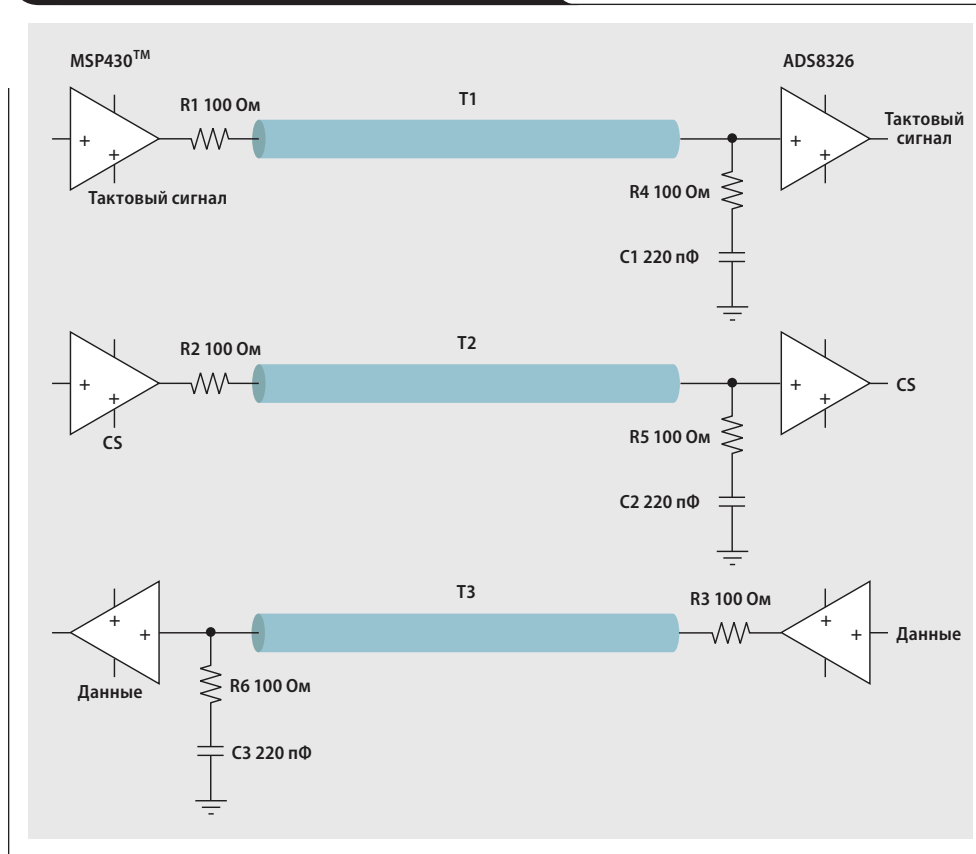 MSP430™
ADS8326
R1 100 Ом
T1
+
+
Тактовый сигнал
+
+
Тактовый
сигнал
R4 100 Ом
C1 220 пФ
R2 100 Ом
T2
+
+
CS
+
+
CS
R5 100 Ом
C2 220 пФ
T3
R3 100 Ом
+
+
Данные
+
+
Данные
R6 100 Ом
C3 220 пФ